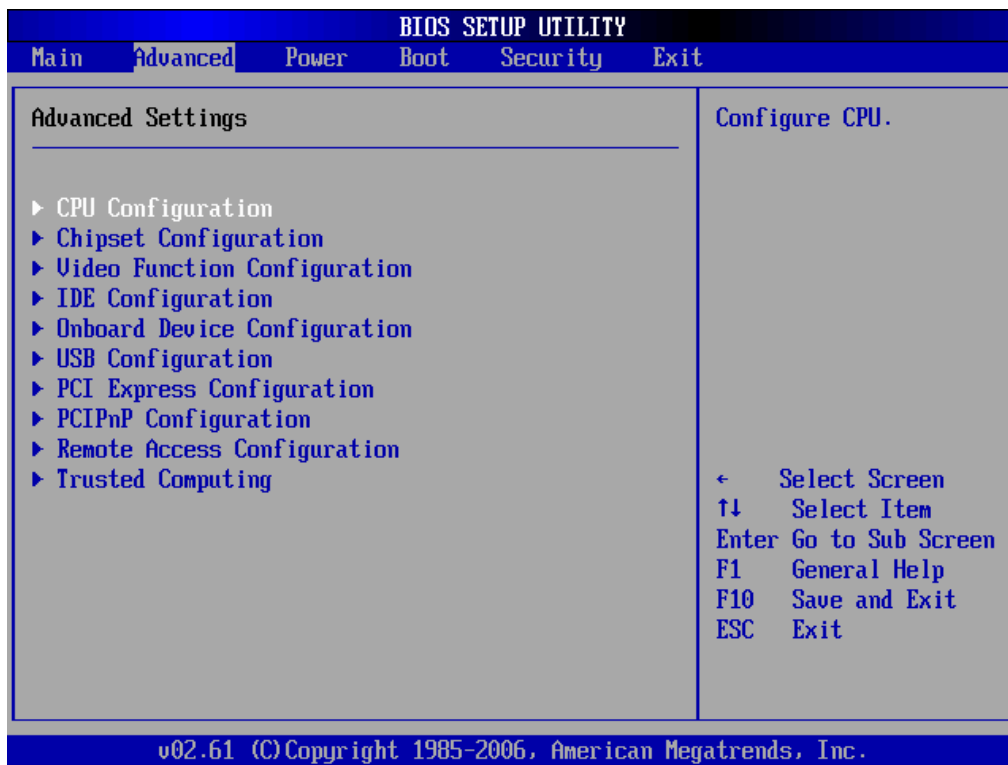 BIOS SETUP UTILITY
Main Advanced Power Boot Security Exit
Advanced Settings
▶ CPU Configuration
▶ Chipset Configuration
▶ Video Function Configuration
▶ IDE Configuration
▶ Onboard Device Configuration
▶ USB Configuration
▶ PCI Express Configuration
▶ PCIPnP Configuration
▶ Remote Access Configuration
▶ Trusted Computing
Configure CPU.
← Select Screen
↑↓ Select Item
Enter Go to Sub Screen
F1 General Help
F10 Save and Exit
ESC Exit
v02.61 (C)Copyright 1985-2006, American Megatrends, Inc.